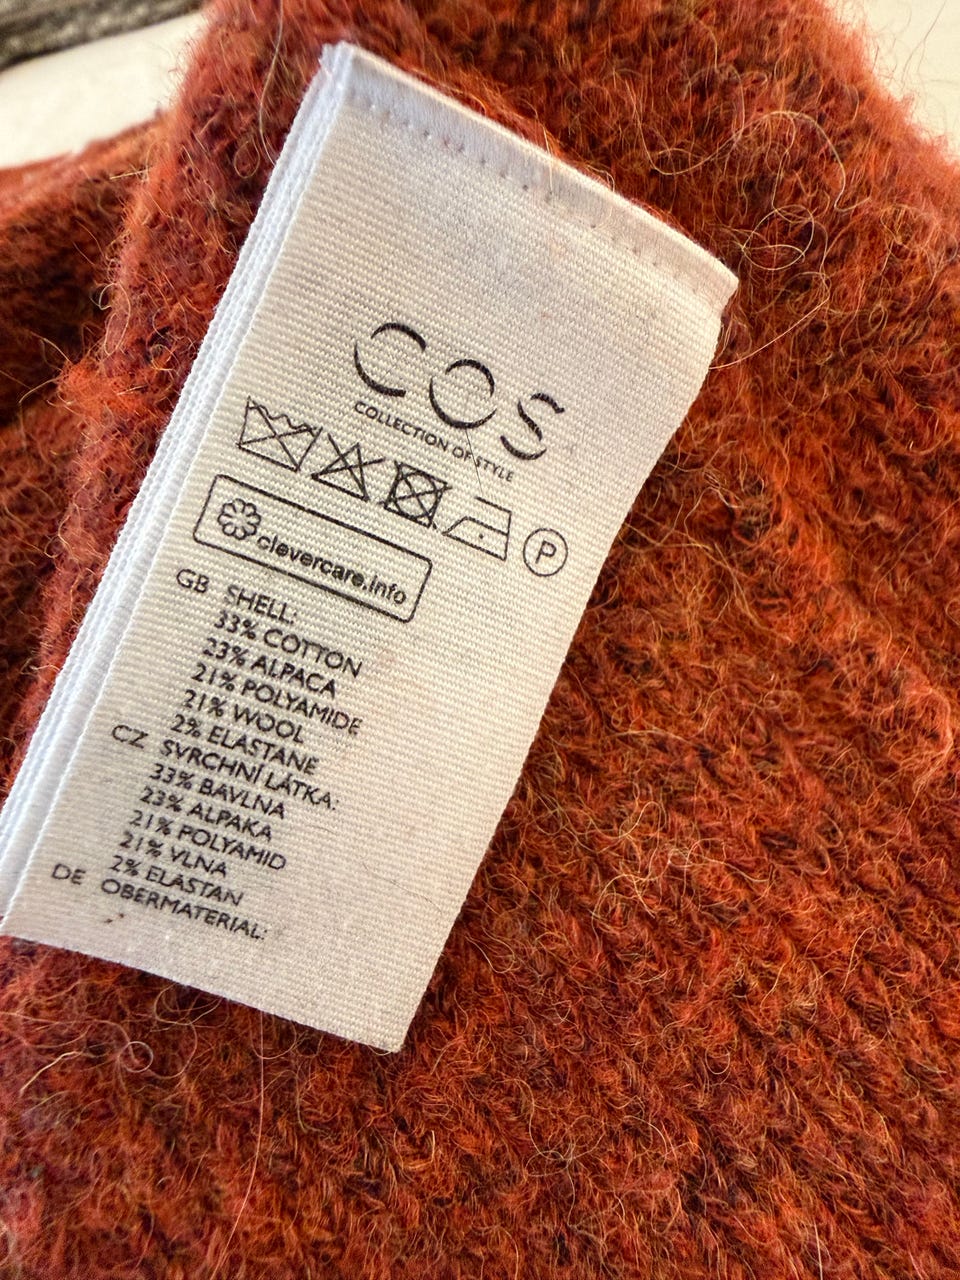 COS
COLLECTION OF STYLE
P
clevercare.info
GB SHELL:
33% COTTON
23% ALPACA
21% POLYAMIDE
21% WOOL
2% ELASTANE
CZ SVRCHNÍ LÁTKA:
33% BAVLNA
23% ALPAKA
21% POLYAMID
21% VLNA
2% ELASTAN
DE OBERMATERIAL: